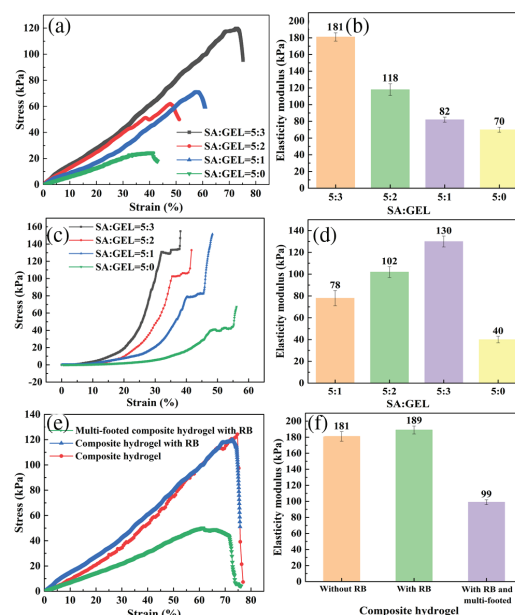 (a)
Stress (kPa)
120
100
80
60
40
20
0
SA:GEL=5:3
SA:GEL=5:2
SA:GEL=5:1
SA:GEL=5:0
0 10 20 30 40 50 60 70 80
Strain (%)
(b)
Elasticity modulus (kPa)
200
180
160
140
120
100
80
60
40
20
0
181
118
82
70
5:3 5:2 5:1 5:0
SA:GEL
(c)
Stress (kPa)
160
140
120
100
80
60
40
20
0
-20
SA:GEL=5:3
SA:GEL=5:2
SA:GEL=5:1
SA:GEL=5:0
0 10 20 30 40 50 60
Strain (%)
(d)
Elasticity modulus (kPa)
140
120
100
80
60
40
20
0
78
102
130
40
5:1 5:2 5:3 5:0
SA:GEL
(e)
Stress (kPa)
140
120
100
80
60
40
20
0
Multi-footed composite hydrogel with RB
Composite hydrogel with RB
Composite hydrogel
0 10 20 30 40 50 60 70 80
Strain (%)
(f)
Elasticity modulus (kPa)
200
180
160
140
120
100
80
60
40
20
0
181
189
99
Without RB With RB With RB and
multi-footed
Composite hydrogel